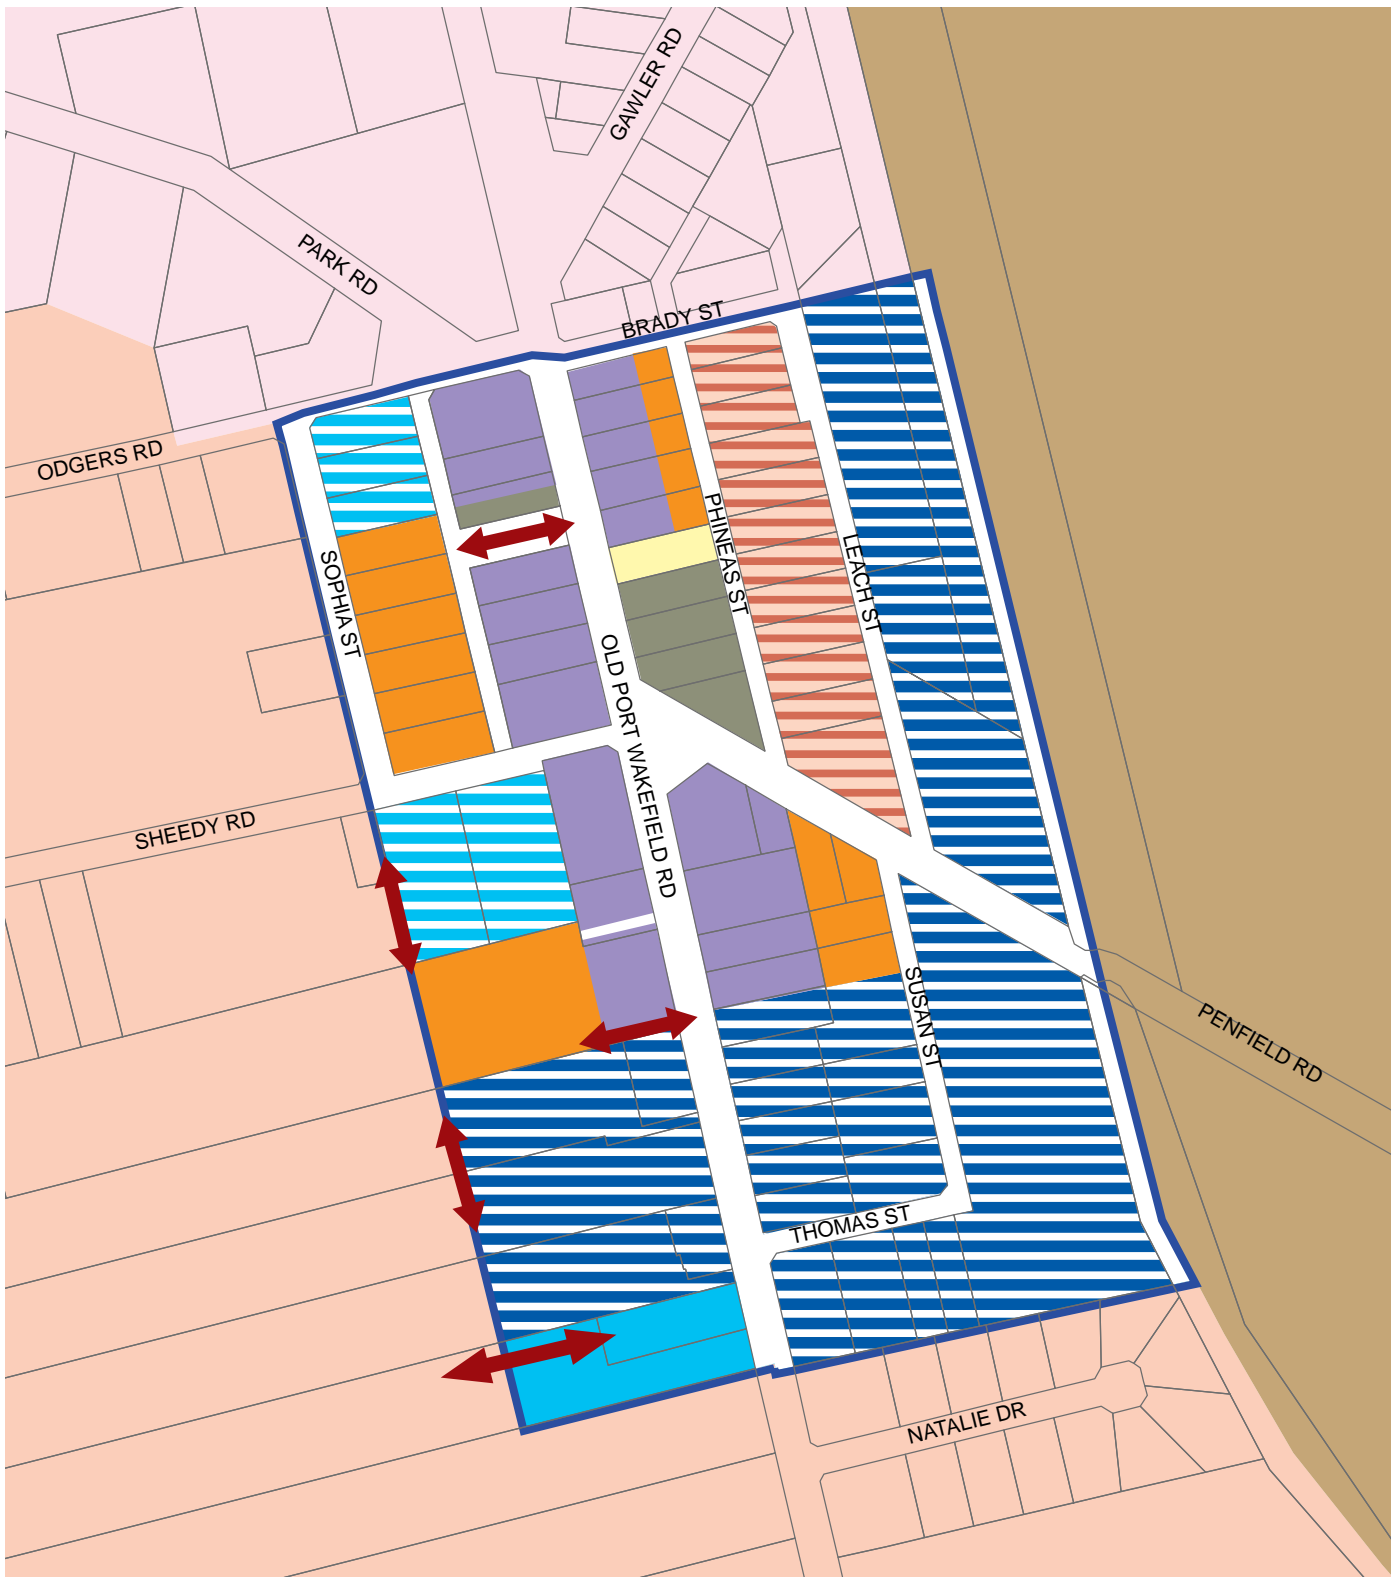 GAWLER RD
PARK RD
BRADY ST
ODGERS RD
PHINEAS ST
LEACH ST
SOPHIA ST
OLD PORT WAKEFIELD RD
SHEEDY RD
SUSAN ST
PENFIELD RD
THOMAS ST
NATALIE DR